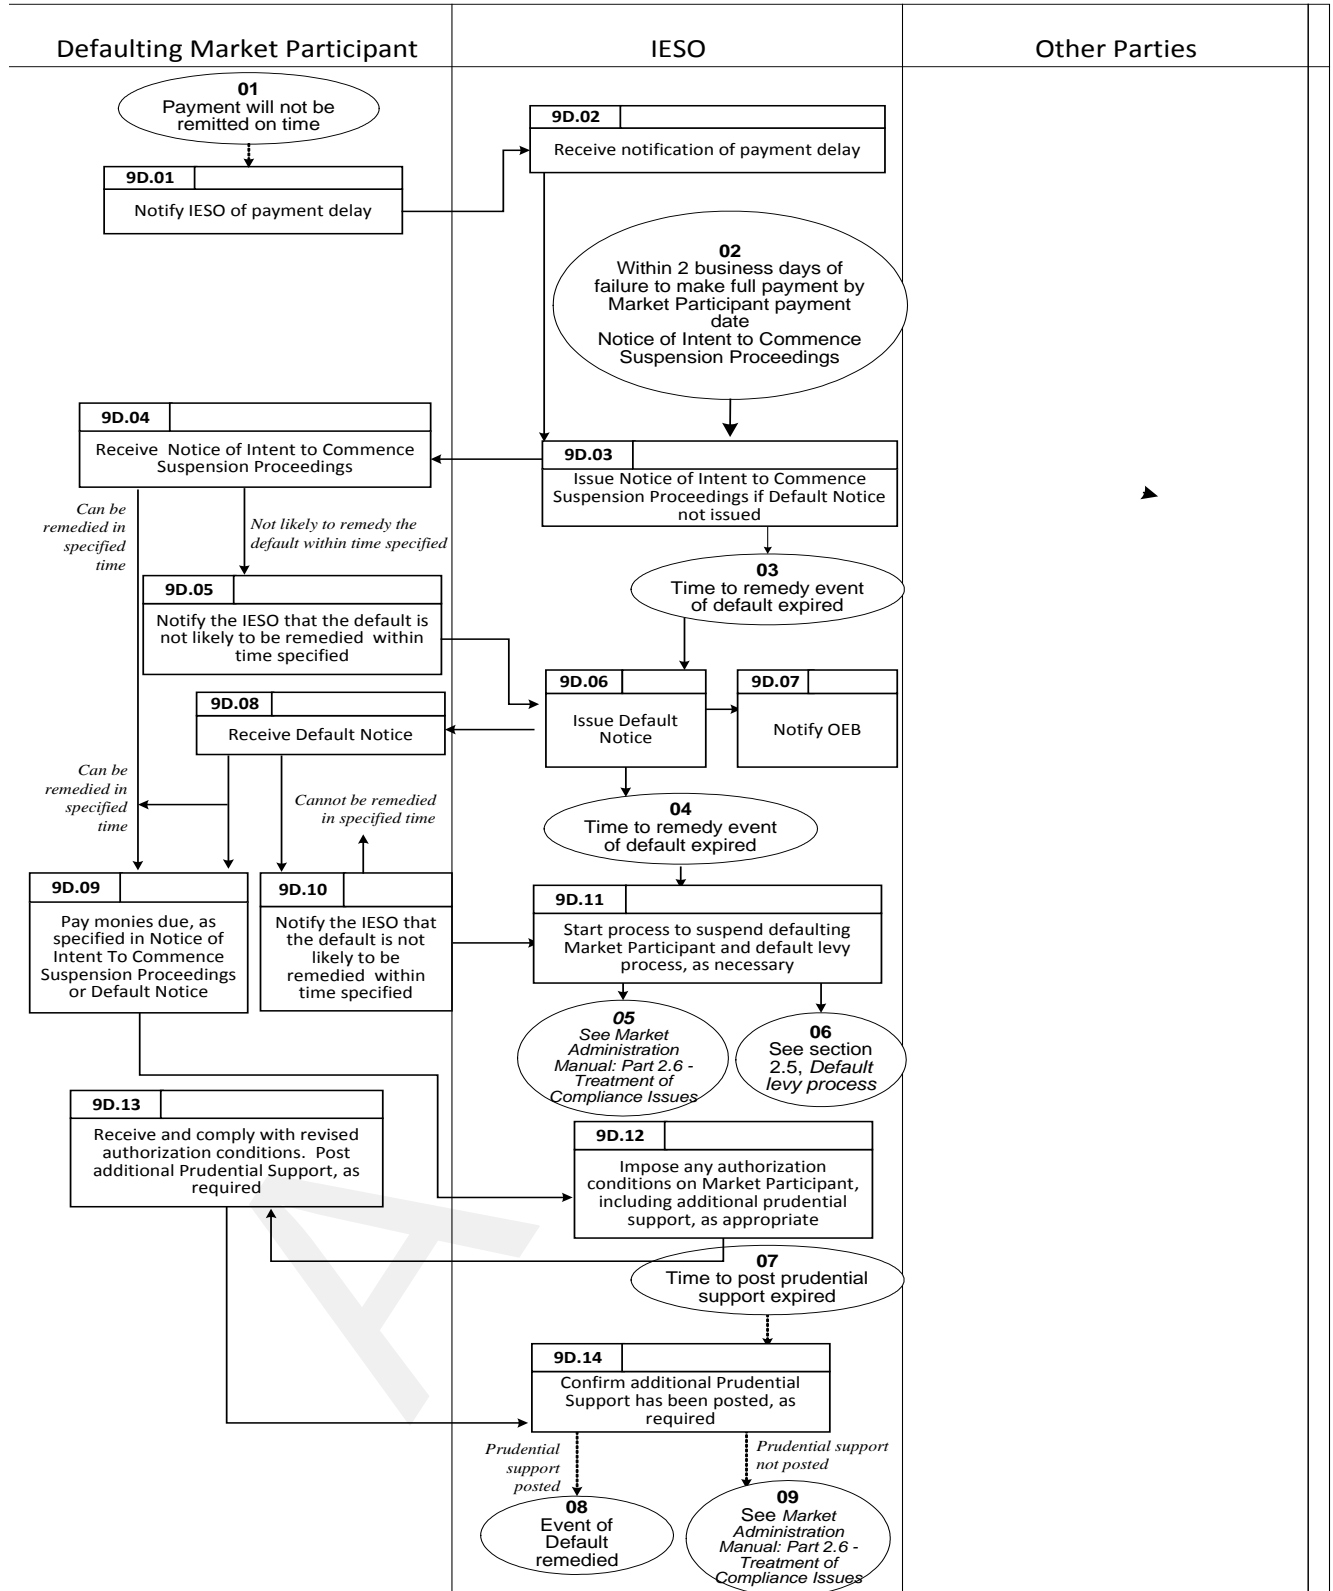 Defaulting Market Participant
IESO
Other Parties
01
Payment will not be
remitted on time
9D.02
Receive notification of payment delay
9D.01
Notify IESO of payment delay
02
Within 2 business days of
failure to make full payment by
Market Participant payment
date
Notice of Intent to Commence
Suspension Proceedings
9D.04
Receive Notice of Intent to Commence
Suspension Proceedings
9D.03
Issue Notice of Intent to Commence
Suspension Proceedings if Default Notice
not issued
Can be
remedied in
specified
time
Not likely to remedy the
default within time specified
03
Time to remedy event
of default expired
9D.05
Notify the IESO that the default is
not likely to be remedied within
time specified
9D.06
Issue Default
Notice
9D.07
Notify OEB
9D.08
Receive Default Notice
Can be
remedied in
specified
time
Cannot be remedied
in specified time
04
Time to remedy event
of default expired
9D.09
Pay monies due, as
specified in Notice of
Intent To Commence
Suspension Proceedings
or Default Notice
9D.10
Notify the IESO that
the default is not
likely to be
remedied within
time specified
9D.11
Start process to suspend defaulting
Market Participant and default levy
process, as necessary
05
See Market
Administration
Manual: Part 2.6 -
Treatment of
Compliance Issues
06
See section
2.5, Default
levy process
9D.13
Receive and comply with revised
authorization conditions. Post
additional Prudential Support, as
required
9D.12
Impose any authorization
conditions on Market Participant,
including additional prudential
support, as appropriate
07
Time to post prudential
support expired
9D.14
Confirm additional Prudential
Support has been posted, as
required
Prudential
support
posted
Prudential support
not posted
08
Event of
Default
remedied
09
See Market
Administration
Manual: Part 2.6 -
Treatment of
Compliance Issues
A